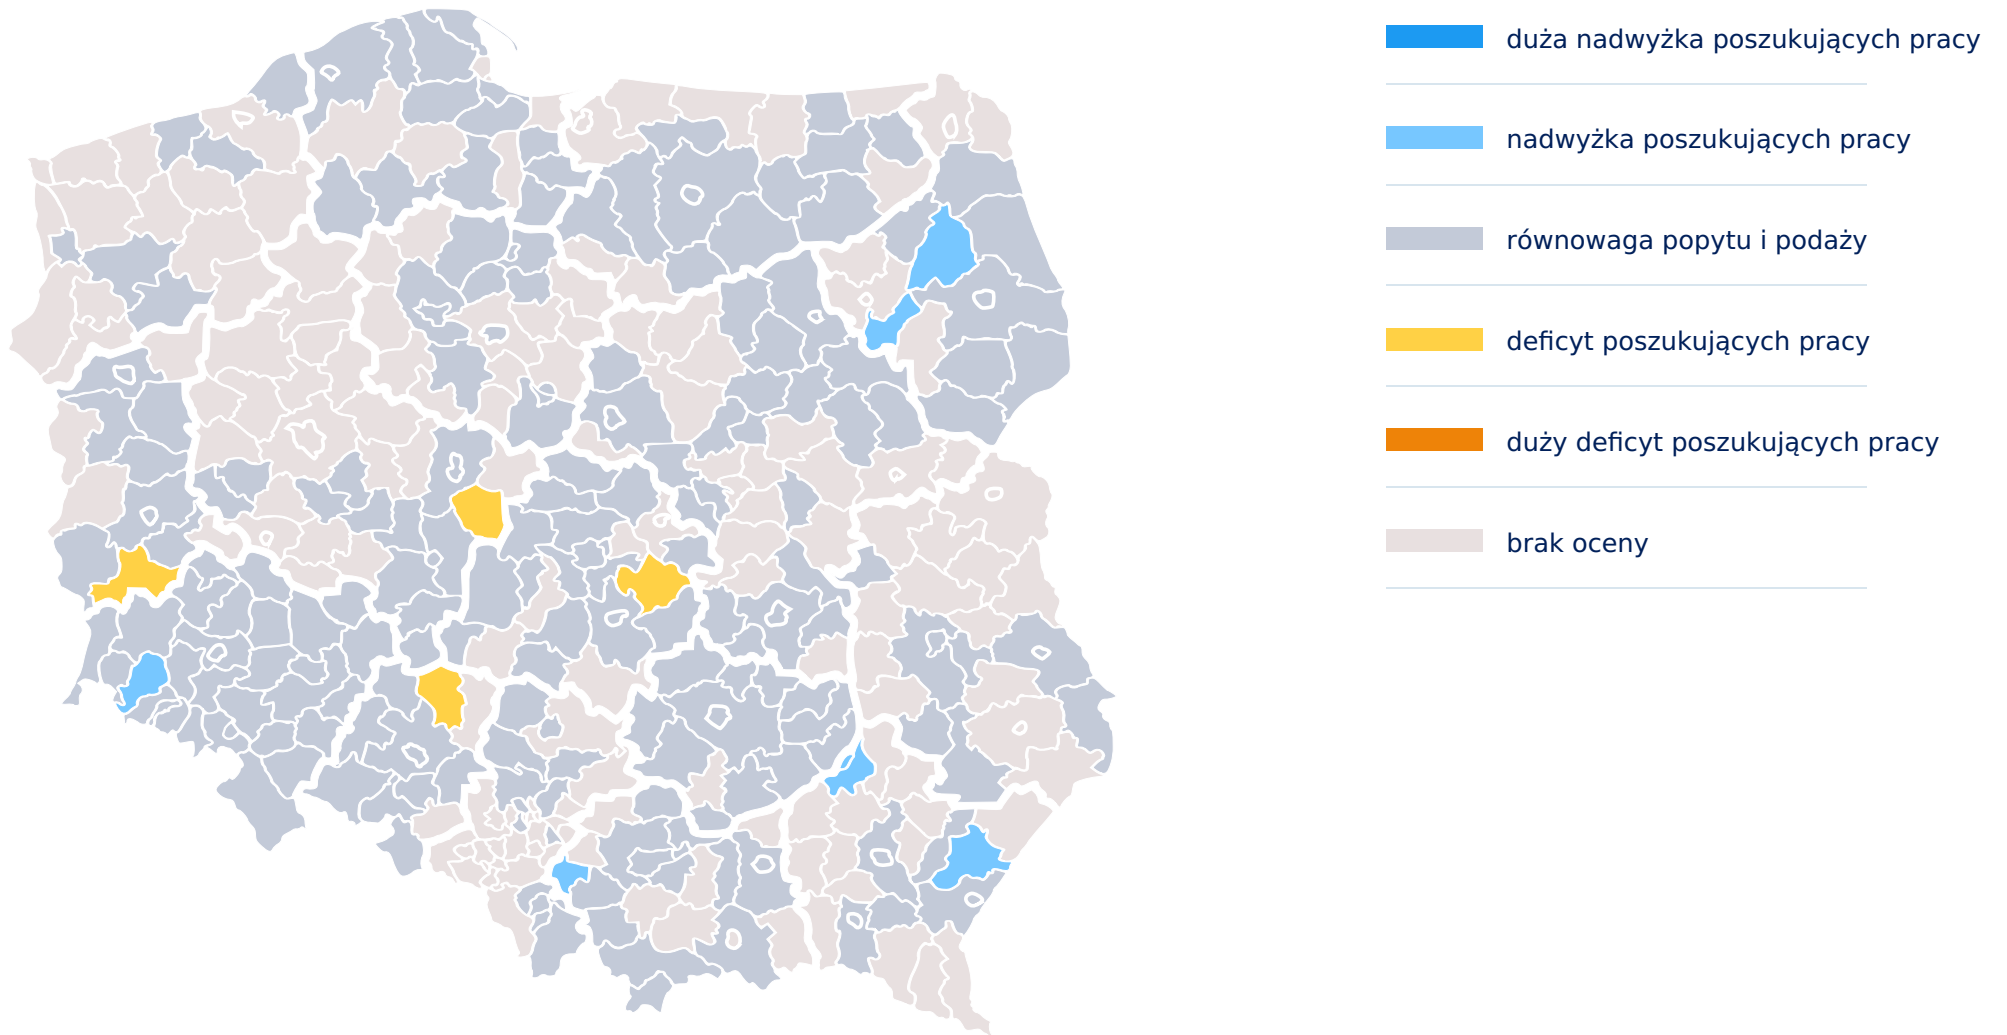 duża nadwyżka poszukujących pracy
nadwyżka poszukujących pracy
równowaga popytu i podaży
deficyt poszukujących pracy
duży deficyt poszukujących pracy
brak oceny